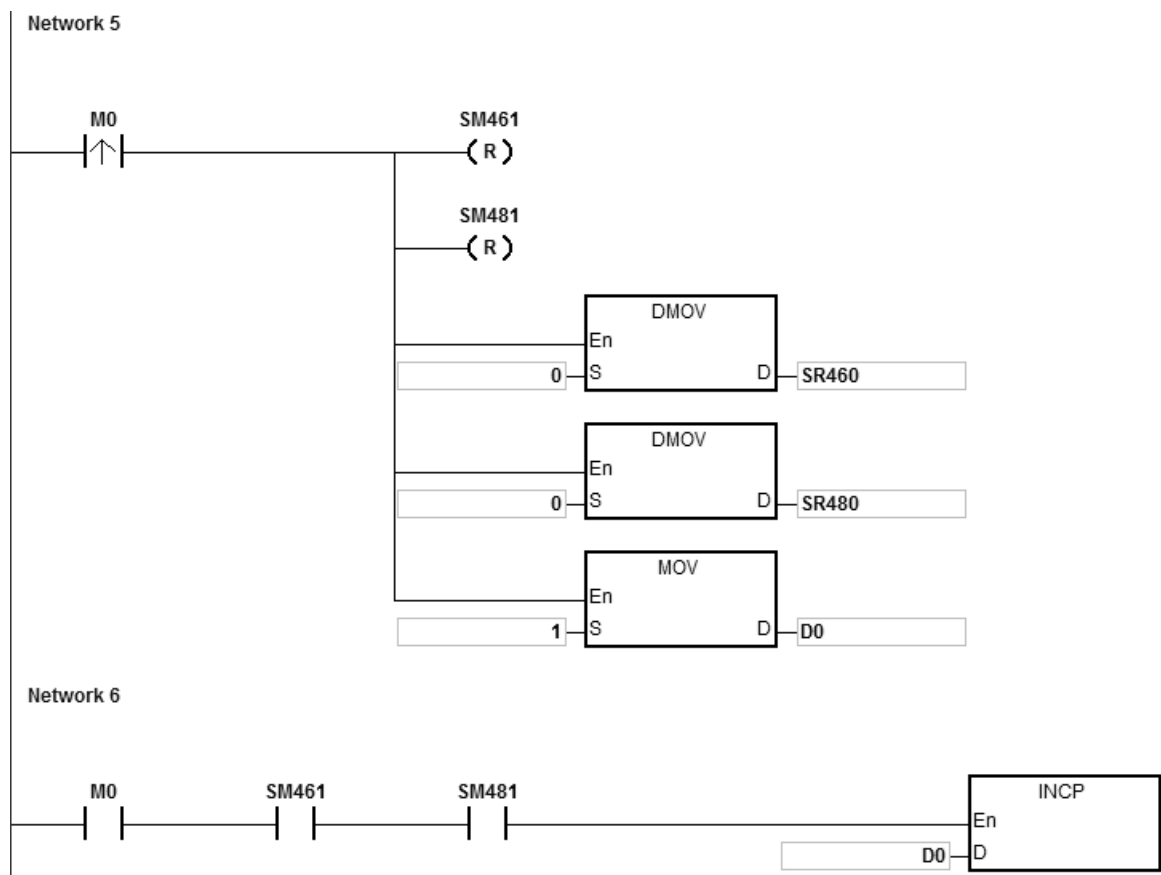 Network 5
M0 SM461
R
SM481
R
DMOV
En
0 S D SR460
DMOV
En
0 S D SR480
MOV
En
1 S D D0
Network 6
M0 SM461 SM481 INCP
En
D0 D